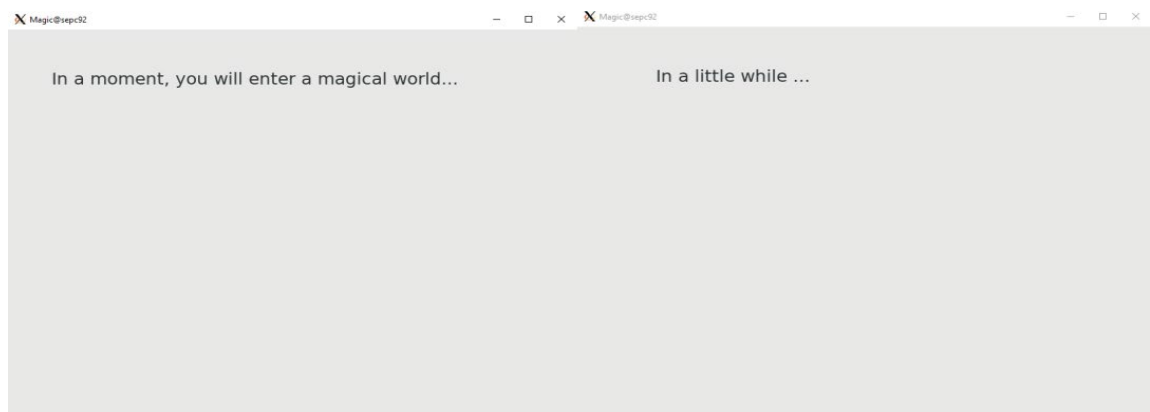 Magic@sepc92
In a moment, you will enter a magical world...
Magic@sepc92
In a little while ...